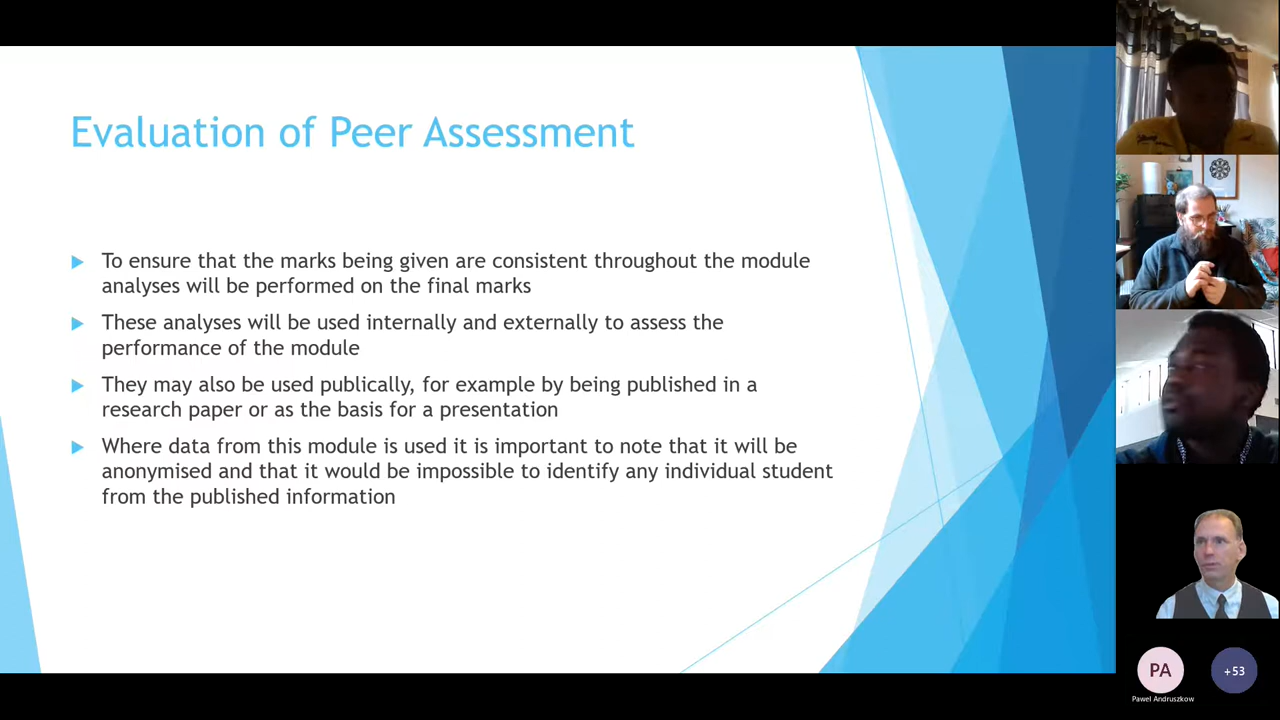 Evaluation of Peer Assessment
To ensure that the marks being given are consistent throughout the module
analyses will be performed on the final marks
These analyses will be used internally and externally to assess the
performance of the module
They may also be used publically, for example by being published in a
research paper or as the basis for a presentation
Where data from this module is used it is important to note that it will be
anonymised and that it would be impossible to identify any individual student
from the published information
PA
+53
Pawel Andruszkow